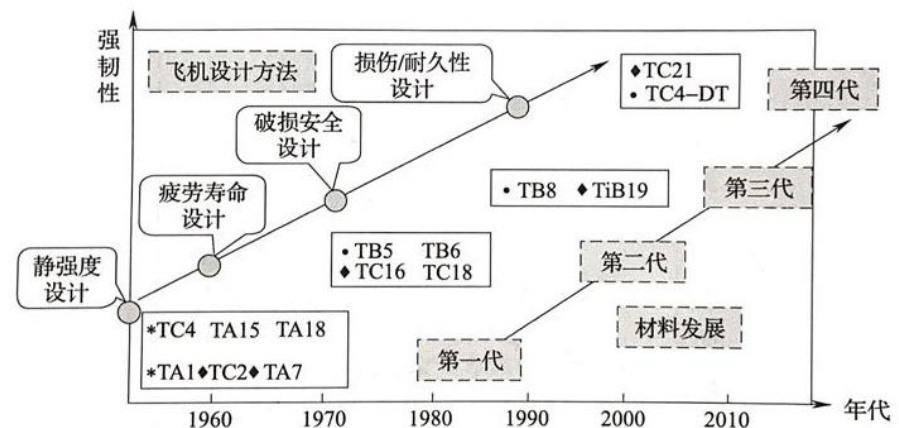 强
韧
性
飞机设计方法
损伤/耐久性
设计
♦TC21
• TC4–DT
第四代
破损安全
设计
• TB8 ♦ TiB19
第三代
疲劳寿命
设计
• TB5 TB6
♦ TC16 TC18
第二代
静强度
设计
*TC4 TA15 TA18
*TA1♦TC2♦ TA7
第一代
材料发展
1960 1970 1980 1990 2000 2010
年代